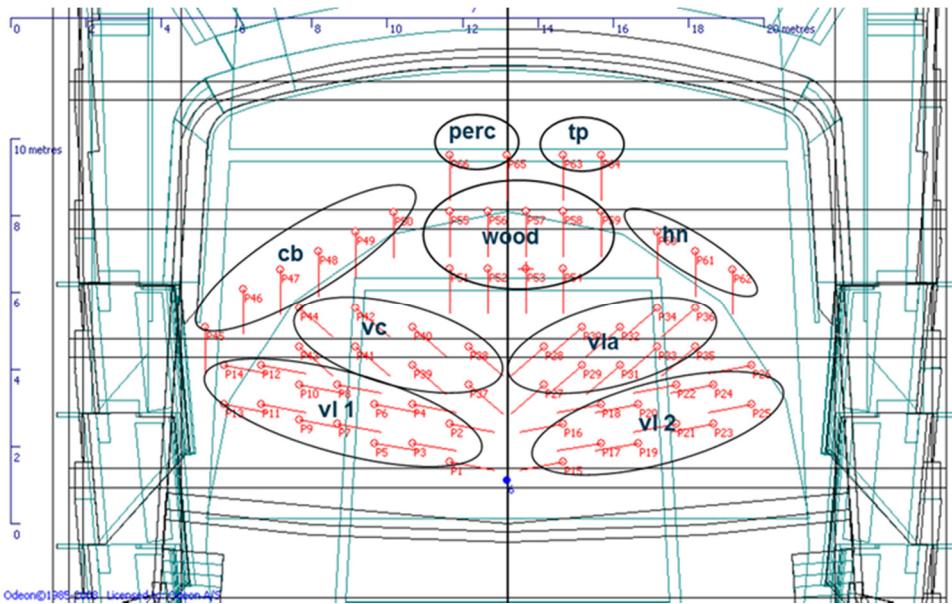 0 2 4 6 8 10 12 14 16 18 20 metres
perc tp
10 metres
P66 P65 P63 P64
8
P50 P55 P56 P57 P58 P59
cb wood hn
P49 P60
P48 P61
P47 P51 P52 P53 P54 P62
6
P46
P44 P42 P34 P36
P45 vc P40 P30 P32 vla
P43 P41 P38 P28 P33 P35
4
P14 P12 P39 P29 P31 P26
P10 P8 P37 P27 P22 P24
P13 P11 vl 1 P6 P4 P18 P20 P25
P9 P7 P2 P16 vl 2 P21 P23
2
P5 P3 P17 P19
P1 P15
0
Odeon©1985-2008 Licensed to: Odeon A/S